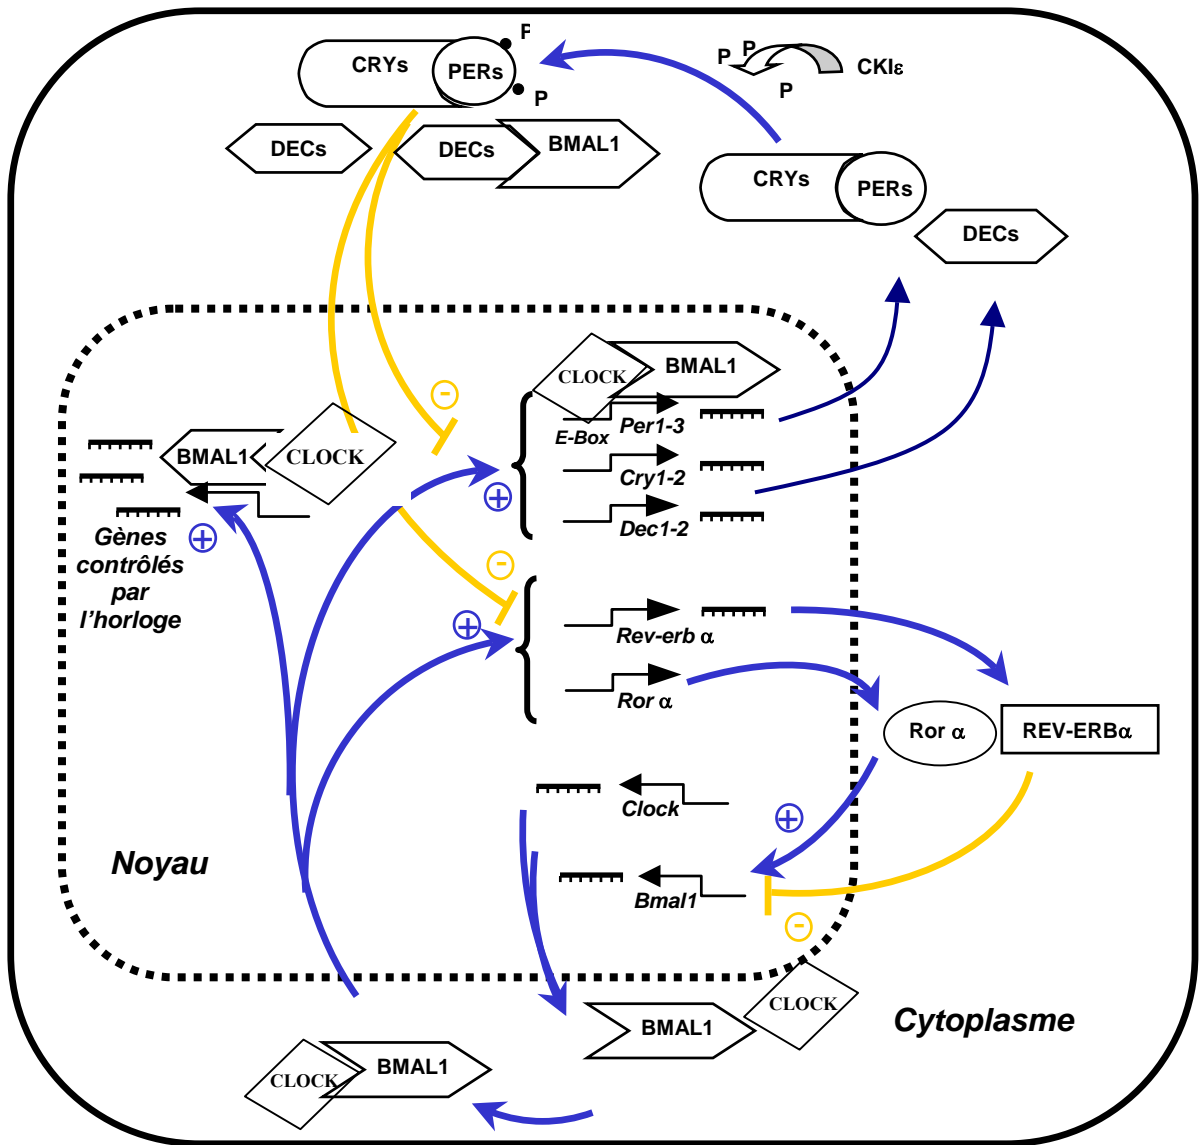 P
CRYs
PERs
P
P
P
P
CKIε
DECs
DECs
BMAL1
CRYs
PERs
DECs
CLOCK
BMAL1
E-Box
Per1-3
Cry1-2
Dec1-2
BMAL1
CLOCK
-
+
Gènes
contrôlés
par
l'horloge
+
-
+
Rev-erb α
Ror α
Ror α
REV-ERBα
Clock
+
Bmal1
-
Noyau
CLOCK
BMAL1
Cytoplasme
CLOCK
BMAL1